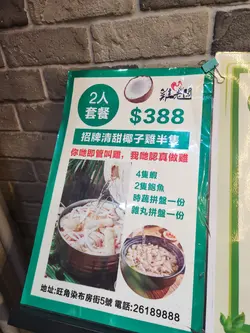 2人
套餐
$388
招牌清甜椰子雞半隻
你哋即管叫雞，我哋認真做雞
4隻蝦
2隻鮑魚
時蔬拼盤一份
雜丸拼盤一份
地址:旺角染布房街5號 電話:26189888